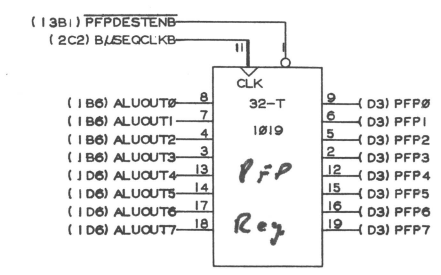 (13B1) PFPDESTENB
(2C2) BµSEQCLKB
11 1
CLK
(1B6) ALUOUT0 8 32-T 9 (D3) PFP0
(1B6) ALUOUT1 7 6 (D3) PFP1
(1B6) ALUOUT2 4 1019 5 (D3) PFP2
(1B6) ALUOUT3 3 2 (D3) PFP3
(1D6) ALUOUT4 13 PFP 12 (D3) PFP4
(1D6) ALUOUT5 14 15 (D3) PFP5
(1D6) ALUOUT6 17 Reg 16 (D3) PFP6
(1D6) ALUOUT7 18 19 (D3) PFP7